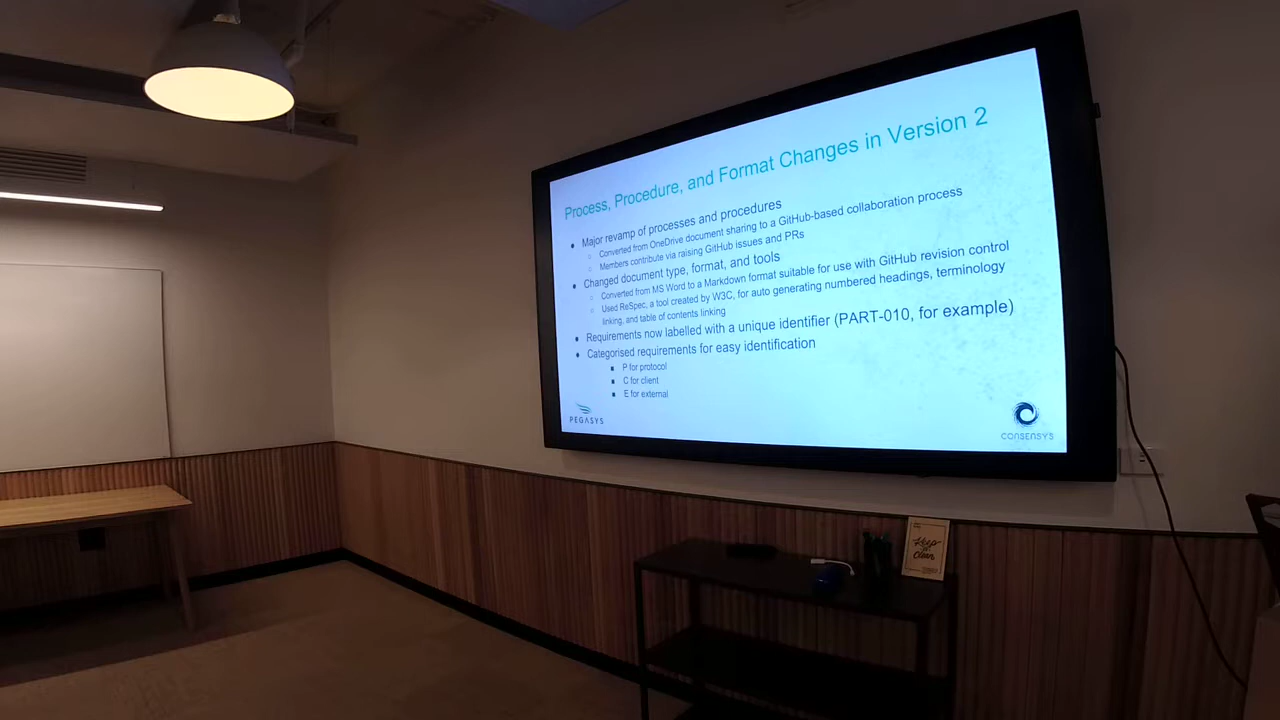 Process, Procedure, and Format Changes in Version 2
Major revamp of processes and procedures
Converted from OneDrive document sharing to a GitHub-based collaboration process
Members contribute via raising GitHub issues and PRs
Changed document type, format, and tools
Converted from MS Word to a Markdown format suitable for use with GitHub revision control
Used ReSpec, a tool created by W3C, for auto generating numbered headings, terminology
linking, and table of contents linking
Requirements now labelled with a unique identifier (PART-010, for example)
Categorised requirements for easy identification
P for protocol
C for client
E for external
PEGASYS
CONSENSYS
Keep
Clean